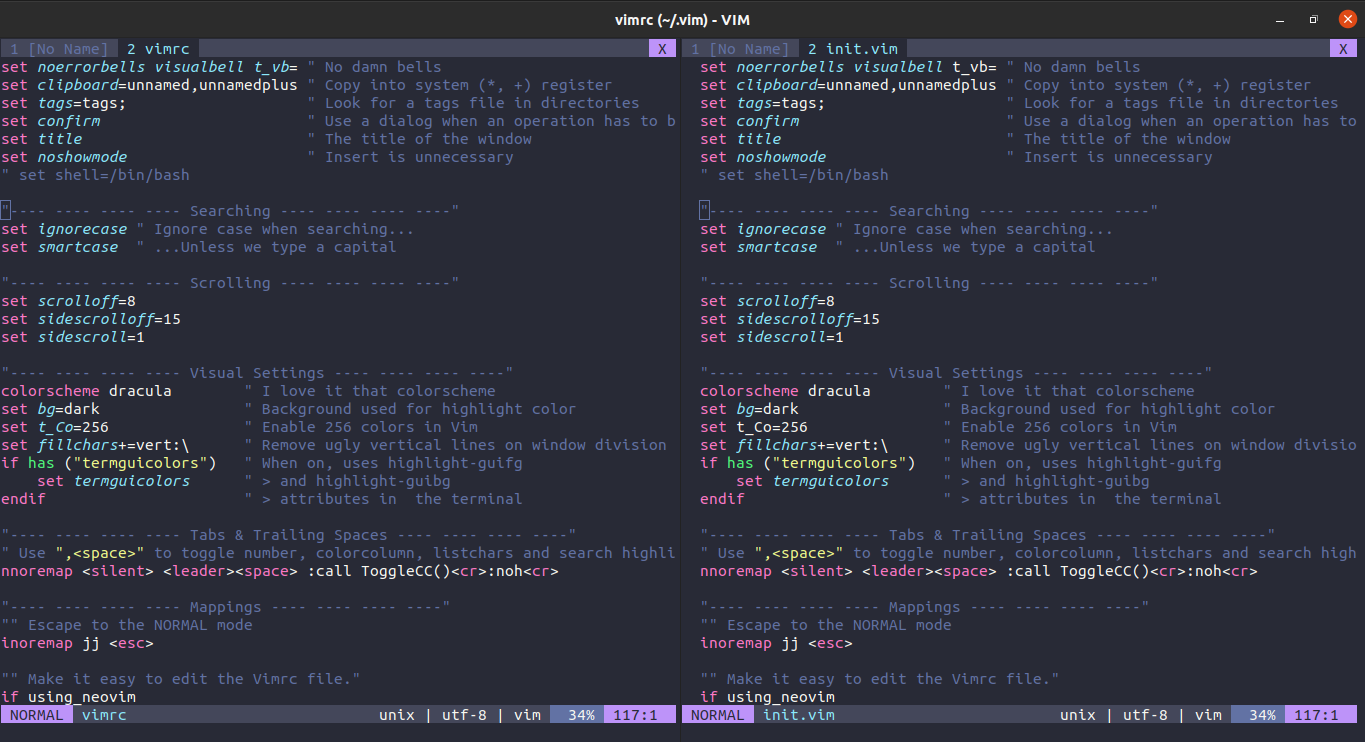 vimrc (~/.vim) - VIM
1 [No Name] 2 vimrc X
set noerrorbells visualbell t_vb= " No damn bells
set clipboard=unnamed,unnamedplus " Copy into system (*, +) register
set tags=tags; " Look for a tags file in directories
set confirm " Use a dialog when an operation has to b
set title " The title of the window
set noshowmode " Insert is unnecessary
" set shell=/bin/bash
"---- ---- ---- ---- Searching ---- ---- ---- ----"
set ignorecase " Ignore case when searching...
set smartcase " ...Unless we type a capital
"---- ---- ---- ---- Scrolling ---- ---- ---- ----"
set scrolloff=8
set sidescrolloff=15
set sidescroll=1
"---- ---- ---- ---- Visual Settings ---- ---- ---- ----"
colorscheme dracula " I love it that colorscheme
set bg=dark " Background used for highlight color
set t_Co=256 " Enable 256 colors in Vim
set fillchars+=vert:\ " Remove ugly vertical lines on window division
if has ("termguicolors") " When on, uses highlight-guifg
set termguicolors " > and highlight-guibg
endif " > attributes in  the terminal
"---- ---- ---- ---- Tabs & Trailing Spaces ---- ---- ---- ----"
" Use ",<space>" to toggle number, colorcolumn, listchars and search highli
nnoremap <silent> <leader><space> :call ToggleCC()<cr>:noh<cr>
"---- ---- ---- ---- Mappings ---- ---- ---- ----"
"" Escape to the NORMAL mode
inoremap jj <esc>
"" Make it easy to edit the Vimrc file."
if using_neovim
NORMAL vimrc unix | utf-8 | vim 34% 117:1
1 [No Name] 2 init.vim X
set noerrorbells visualbell t_vb= " No damn bells
set clipboard=unnamed,unnamedplus " Copy into system (*, +) register
set tags=tags; " Look for a tags file in directories
set confirm " Use a dialog when an operation has to
set title " The title of the window
set noshowmode " Insert is unnecessary
" set shell=/bin/bash
"---- ---- ---- ---- Searching ---- ---- ---- ----"
set ignorecase " Ignore case when searching...
set smartcase " ...Unless we type a capital
"---- ---- ---- ---- Scrolling ---- ---- ---- ----"
set scrolloff=8
set sidescrolloff=15
set sidescroll=1
"---- ---- ---- ---- Visual Settings ---- ---- ---- ----"
colorscheme dracula " I love it that colorscheme
set bg=dark " Background used for highlight color
set t_Co=256 " Enable 256 colors in Vim
set fillchars+=vert:\ " Remove ugly vertical lines on window divisio
if has ("termguicolors") " When on, uses highlight-guifg
set termguicolors " > and highlight-guibg
endif " > attributes in  the terminal
"---- ---- ---- ---- Tabs & Trailing Spaces ---- ---- ---- ----"
" Use ",<space>" to toggle number, colorcolumn, listchars and search high
nnoremap <silent> <leader><space> :call ToggleCC()<cr>:noh<cr>
"---- ---- ---- ---- Mappings ---- ---- ---- ----"
"" Escape to the NORMAL mode
inoremap jj <esc>
"" Make it easy to edit the Vimrc file."
if using_neovim
NORMAL init.vim unix | utf-8 | vim 34% 117:1